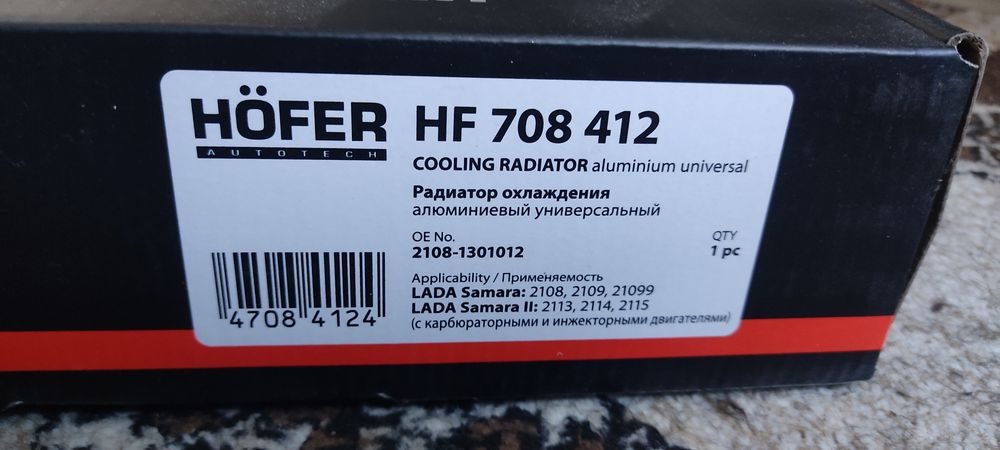 HÖFER
AUTOTECH
HF 708 412
COOLING RADIATOR aluminium universal
Радиатор охлаждения
алюминиевый универсальный
OE No.
2108-1301012
QTY
1 pc
Applicability / Применяемость
LADA Samara: 2108, 2109, 21099
LADA Samara II: 2113, 2114, 2115
(с карбюраторными и инжекторными двигателями)
4708 4124